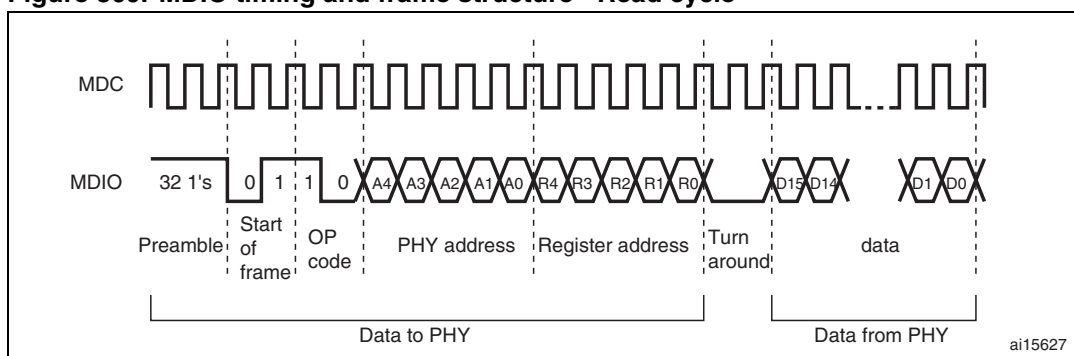 Figure 369. MDIO timing and frame structure - Read cycle
MDC
MDIO
32 1's 0 1 1 0 A4 A3 A2 A1 A0 R4 R3 R2 R1 R0 D15 D14 D1 D0
Preamble
Start
of
frame
OP
code
PHY address
Register address
Turn
around
data
Data to PHY
Data from PHY
ai15627